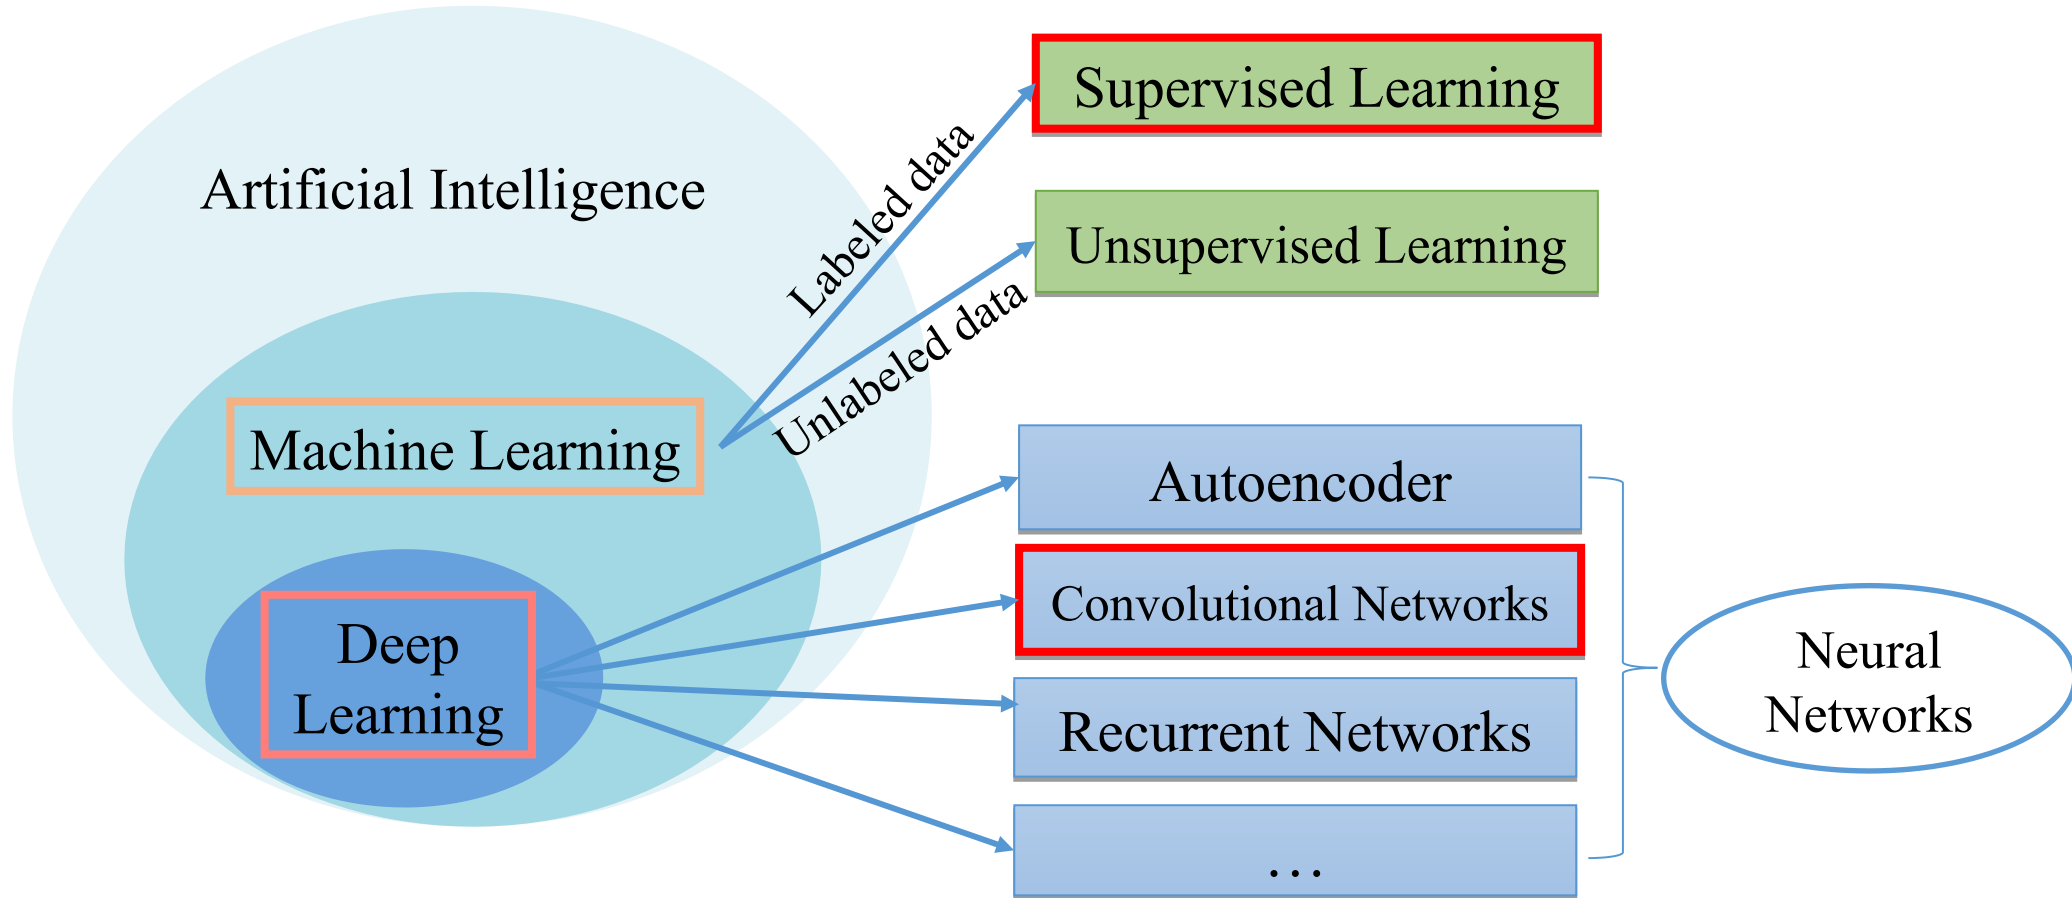 Artificial Intelligence
Machine Learning
Deep
Learning
Labeled data
Unlabeled data
Supervised Learning
Unsupervised Learning
Autoencoder
Convolutional Networks
Recurrent Networks
…
Neural
Networks